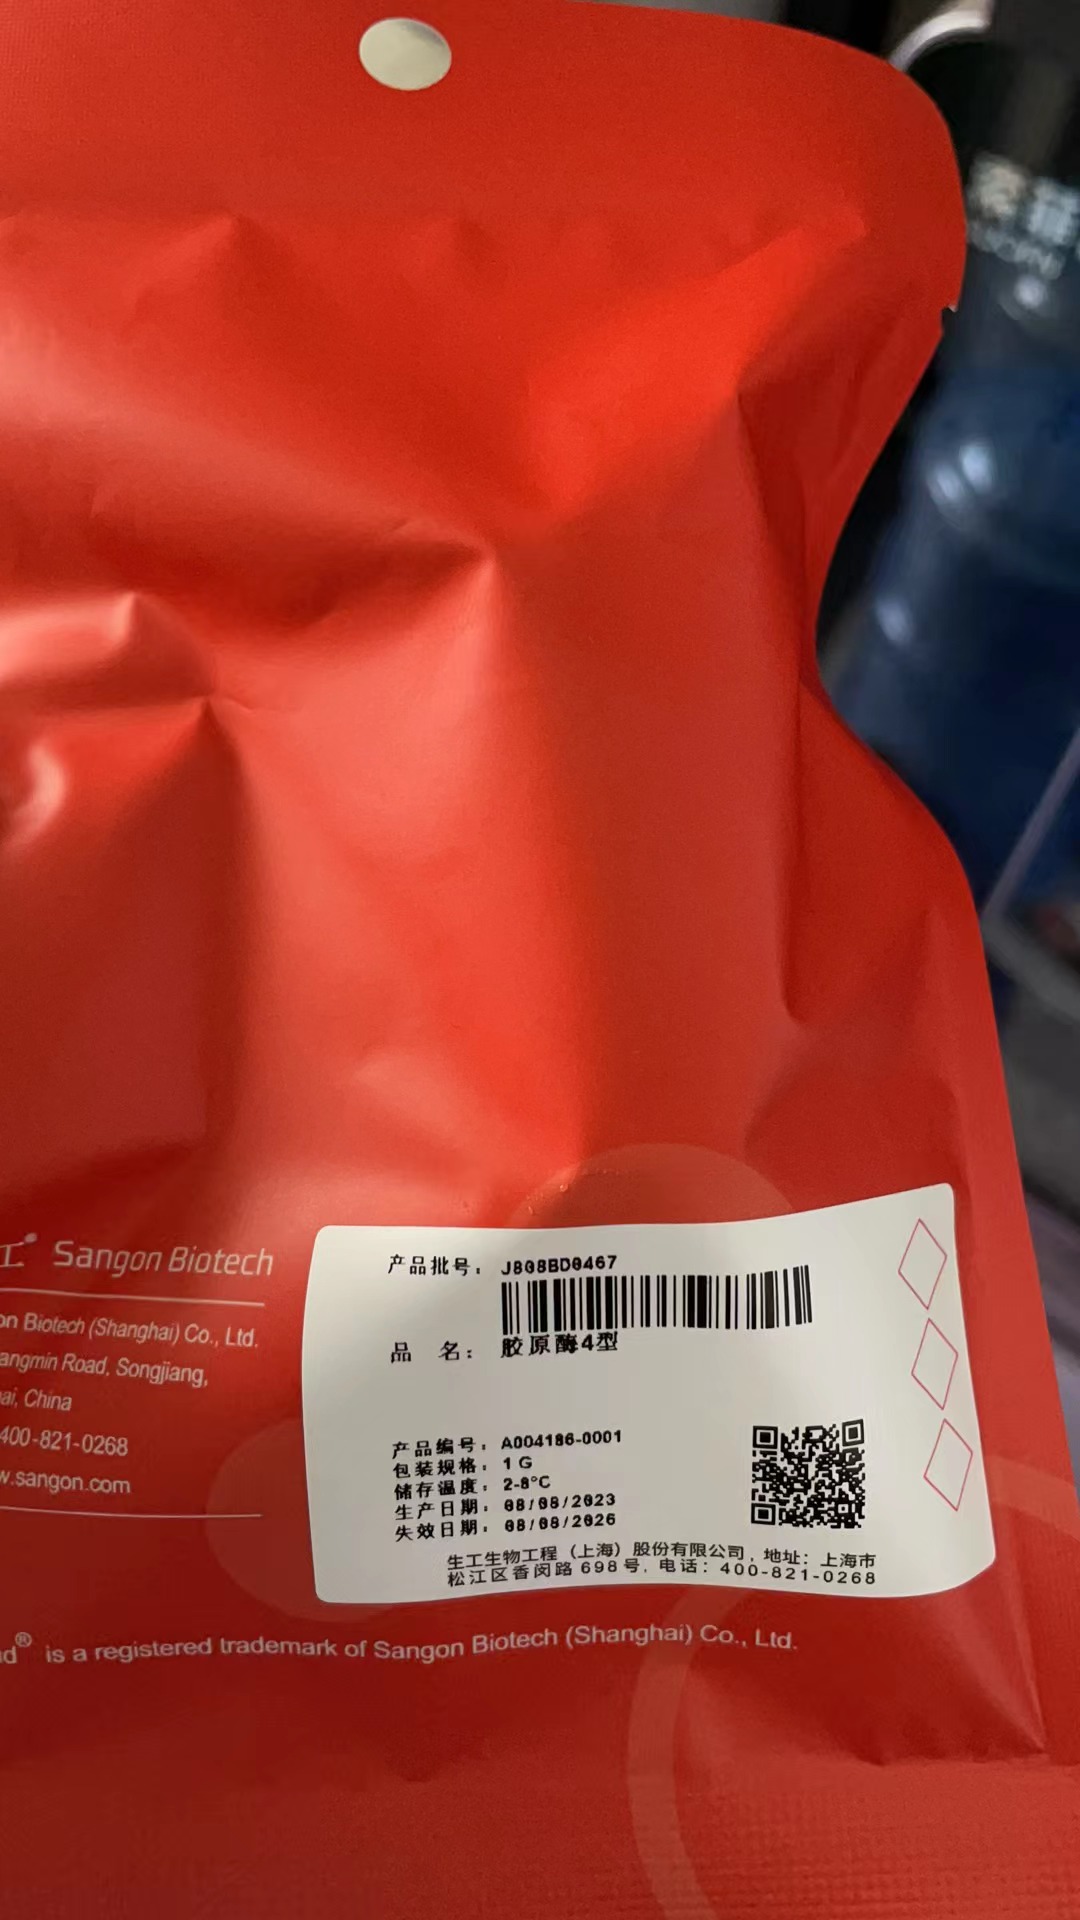 工® Sangon Biotech
on Biotech (Shanghai) Co., Ltd.
angmin Road, Songjiang,
ai, China
400-821-0268
w.sangon.com
产品批号: J808BD0467
品 名: 胶原酶4型
产品编号: A004186-0001
包装规格: 1 G
储存温度: 2-8°C
生产日期: 08/08/2023
失效日期: 08/08/2026
生工生物工程（上海）股份有限公司, 地址: 上海市
松江区香闵路698号, 电话: 400-821-0268
d® is a registered trademark of Sangon Biotech (Shanghai) Co., Ltd.